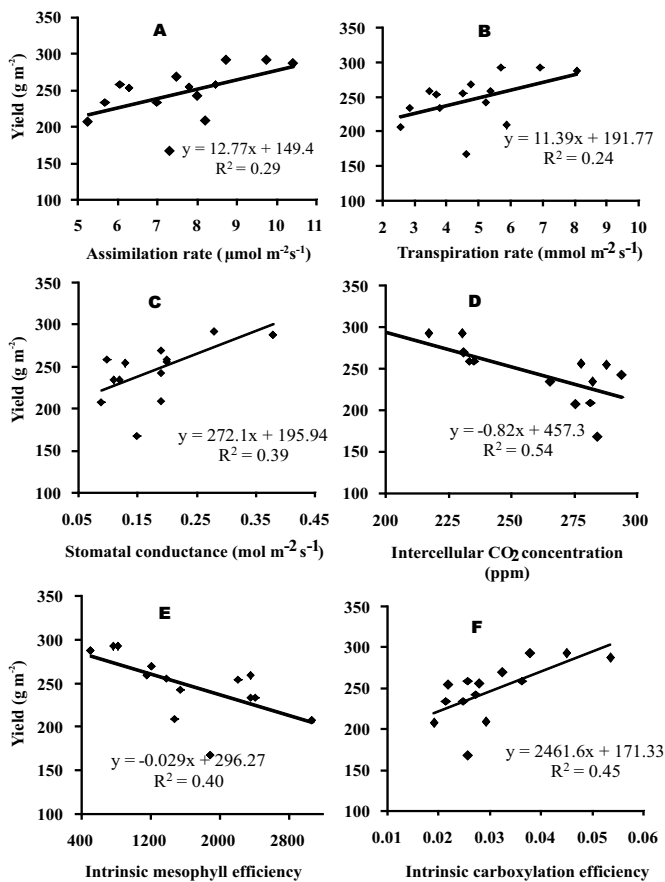 A
Yield (g m-2)
350
300
250
200
150
100
y = 12.77x + 149.4
R2 = 0.29
5 6 7 8 9 10 11
Assimilation rate ( µmol m-2s-1)
B
350
300
250
200
150
100
y = 11.39x + 191.77
R2 = 0.24
2 3 4 5 6 7 8 9 10
Transpiration rate (mmol m-2 s-1)
C
Yield (g m-2)
350
300
250
200
150
100
y = 272.1x + 195.94
R2 = 0.39
0.05 0.15 0.25 0.35 0.45
Stomatal conductance (mol m-2 s-1)
D
350
300
250
200
150
100
y = -0.82x + 457.3
R2 = 0.54
200 225 250 275 300
Intercellular CO2 concentration
(ppm)
E
Yield (g m-2)
350
300
250
200
150
100
y = -0.029x + 296.27
R2 = 0.40
400 1200 2000 2800
Intrinsic mesophyll efficiency
F
350
300
250
200
150
100
y = 2461.6x + 171.33
R2 = 0.45
0.01 0.02 0.03 0.04 0.05 0.06
Intrinsic carboxylation efficiency